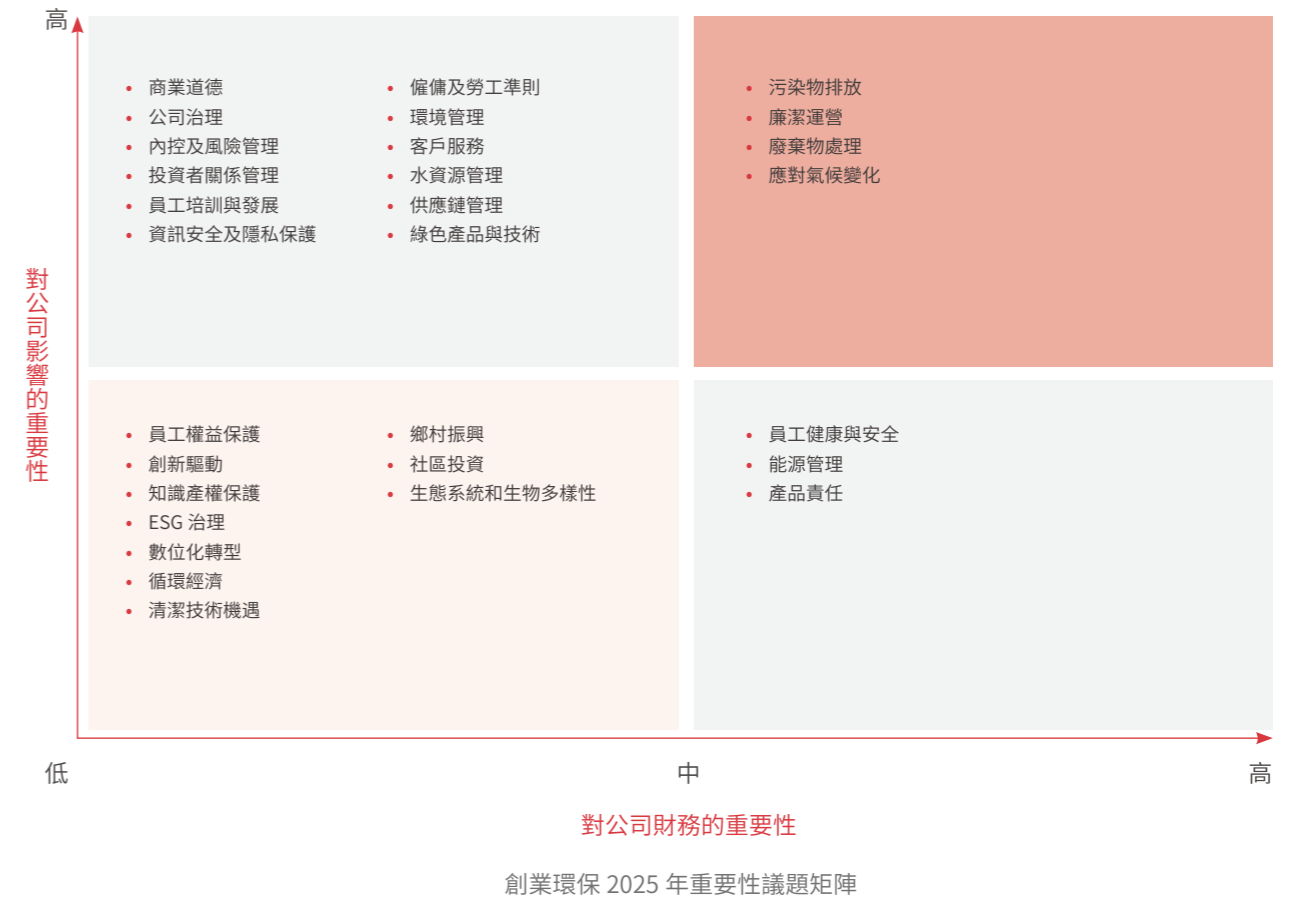 高
商業道德
公司治理
內控及風險管理
投資者關係管理
員工培訓與發展
資訊安全及隱私保護
僱傭及勞工準則
環境管理
客戶服務
水資源管理
供應鏈管理
綠色產品與技術
污染物排放
廉潔運營
廢棄物處理
應對氣候變化
對公司影響的重要性
員工權益保護
創新驅動
知識產權保護
ESG 治理
數位化轉型
循環經濟
清潔技術機遇
鄉村振興
社區投資
生態系統和生物多樣性
員工健康與安全
能源管理
產品責任
低
中
高
對公司財務的重要性
創業環保 2025 年重要性議題矩陣